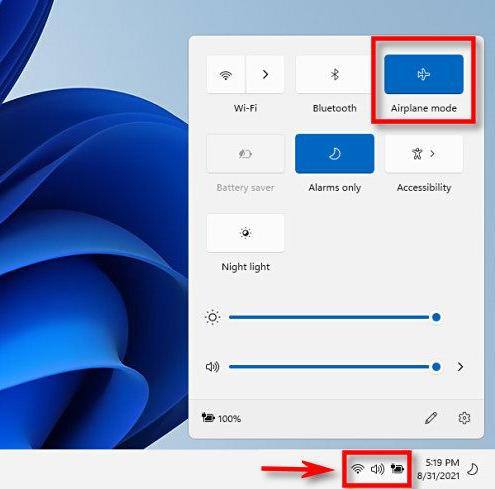 Wi-Fi
Bluetooth
Airplane mode
Battery saver
Alarms only
Accessibility
Night light
100%
5:19 PM
8/31/2021